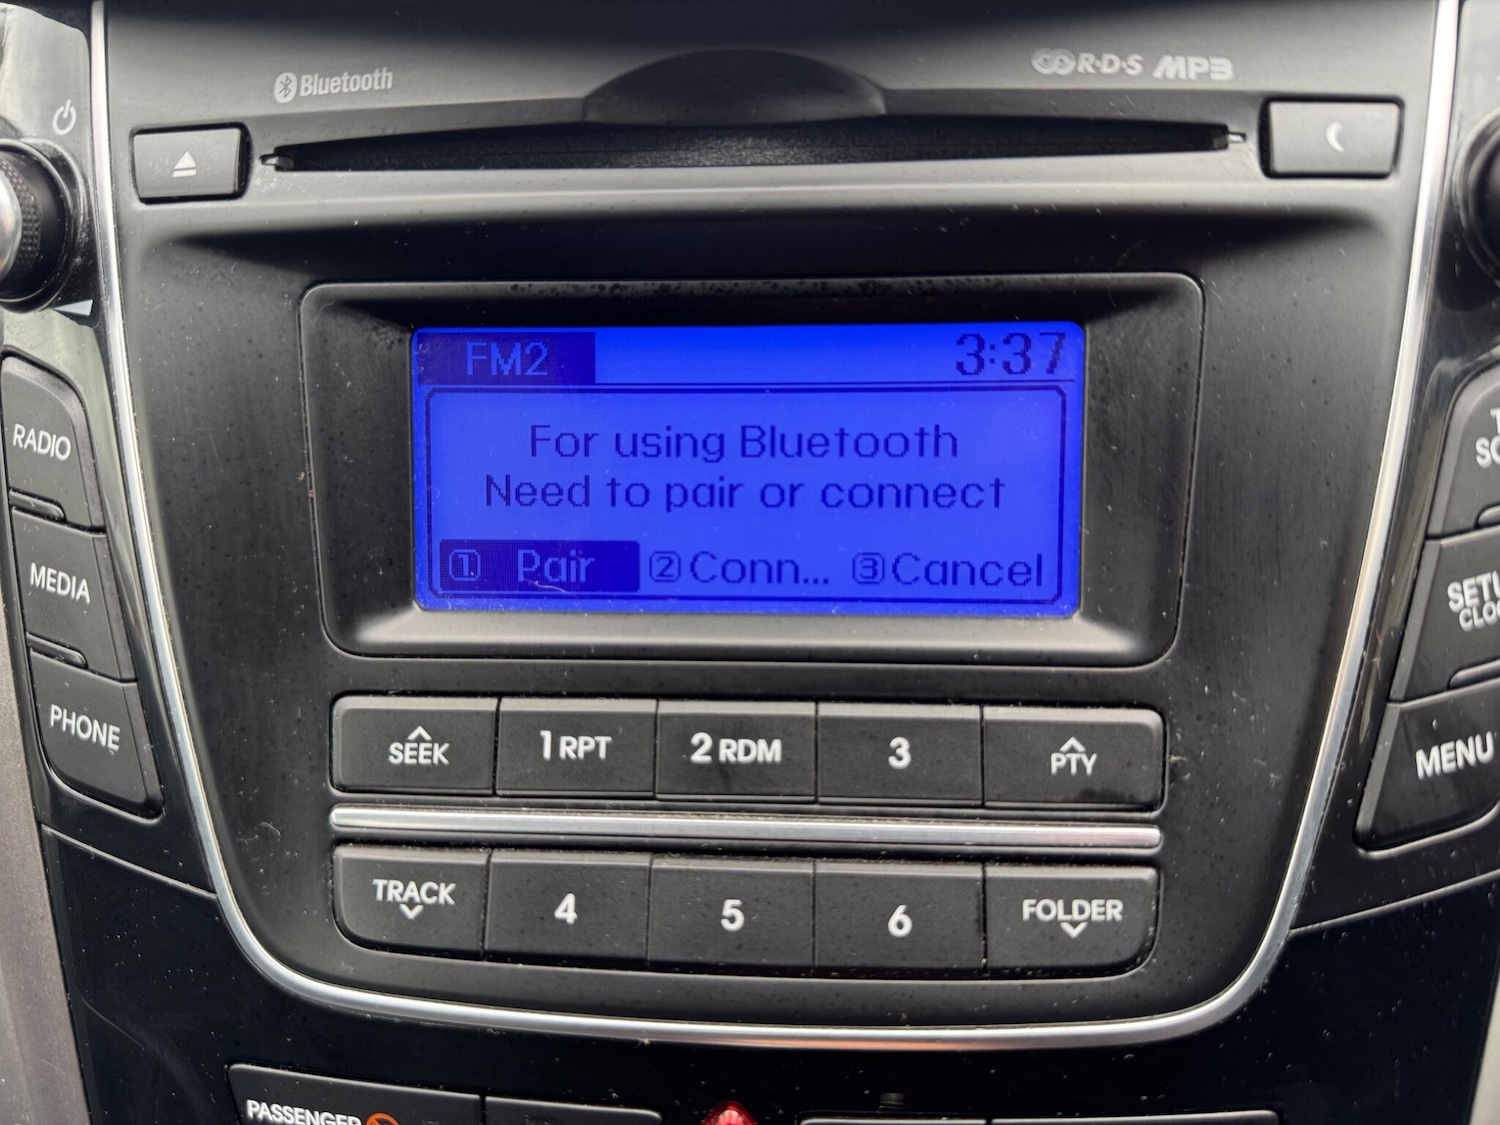 Bluetooth
R·D·S MP3
FM2 3:37
For using Bluetooth
Need to pair or connect
1 Pair 2 Conn... 3 Cancel
RADIO
MEDIA
PHONE
SEEK
1 RPT
2 RDM
3
PTY
MENU
TRACK
4
5
6
FOLDER
PASSENGER